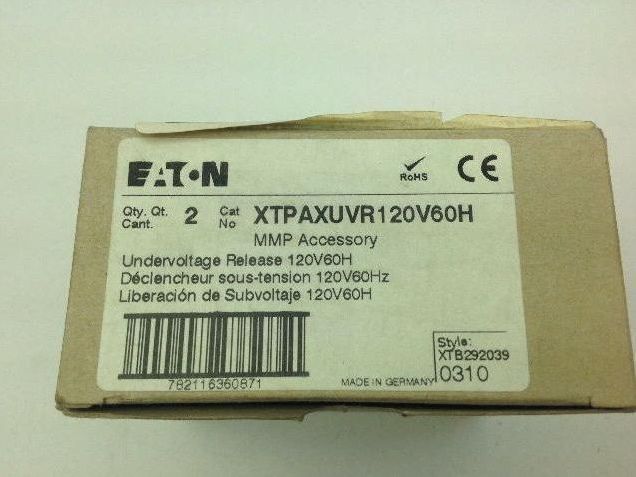 EATON
RoHS CE
Qty. Qt. Cant. 2 Cat No XTPAXUVR120V60H
MMP Accessory
Undervoltage Release 120V60H
Déclencheur sous-tension 120V60Hz
Liberación de Subvoltaje 120V60H
782116360871
MADE IN GERMANY
Style:
XTB292039
0310